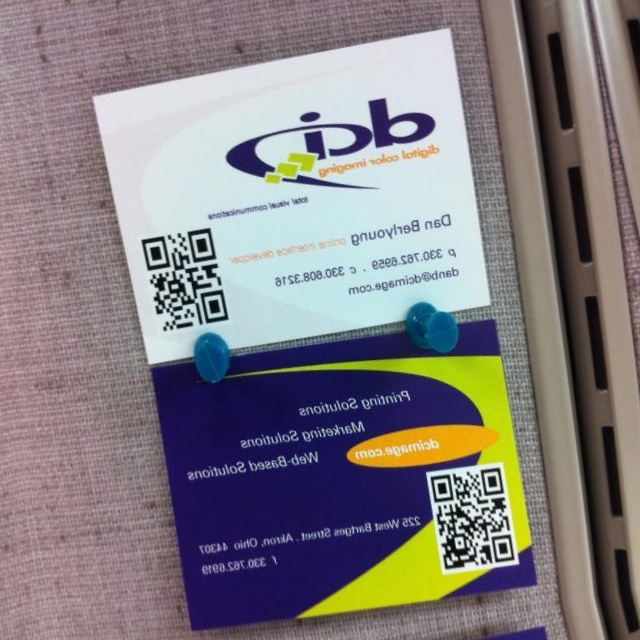 dci
digital color imaging
total visual communications
Dan Berlyoung online interface developer
p 330.762.6959 . c 330.608.3216
danb@dcimage.com
Printing Solutions
Marketing Solutions
Web-Based Solutions
dcimage.com
225 West Bartges Street . Akron, Ohio 44307
f 330.762.6919